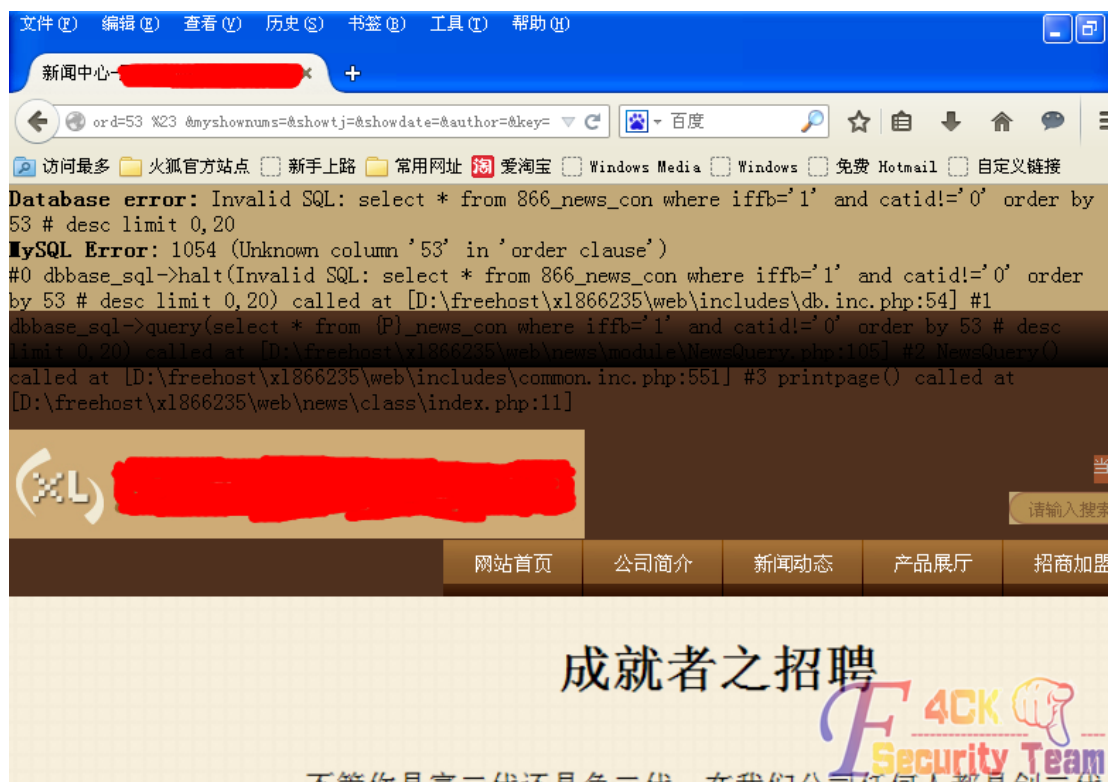 文件(F) 编辑(E) 查看(V) 历史(S) 书签(B) 工具(T) 帮助(H)
新闻中心-
ord=53 %23 &myshownums=&showtj=&showdate=&author=&key=
百度
访问最多 火狐官方站点 新手上路 常用网址 淘 爱淘宝 Windows Media Windows 免费 Hotmail 自定义链接
Database error: Invalid SQL: select * from 866_news_con where iffb='1' and catid!='0' order by
53 # desc limit 0,20
MySQL Error: 1054 (Unknown column '53' in 'order clause')
#0 dbbase_sql->halt(Invalid SQL: select * from 866_news_con where iffb='1' and catid!='0' order
by 53 # desc limit 0,20) called at [D:\freehost\xl866235\web\includes\db.inc.php:54] #1
dbbase_sql->query(select * from {P}_news_con where iffb='1' and catid!='0' order by 53 # desc
limit 0,20) called at [D:\freehost\xl866235\web\news\module\NewsQuery.php:105] #2 NewsQuery()
called at [D:\freehost\xl866235\web\includes\common.inc.php:551] #3 printpage() called at
[D:\freehost\xl866235\web\news\class\index.php:11]
XL
当
请输入搜索
网站首页 公司简介 新闻动态 产品展厅 招商加盟
成就者之招聘
F4CK
Security Team